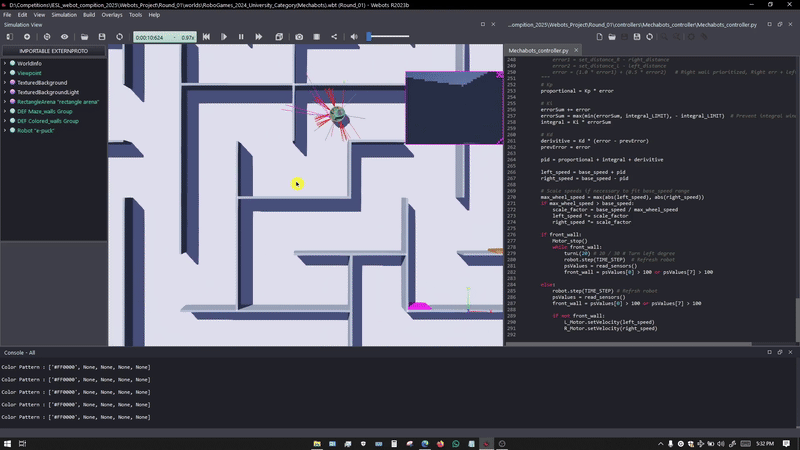 D:\Competitions\IESL_webot_compition_2025\Webots_Project\Round_01\worlds\RoboGames_2024_University_Category(Mechabots).wbt (Round_01) - Webots R2023b
File Edit View Simulation Build Overlays Tools Help
Simulation View
...ompition_2025\Webots_Project\Round_01\controllers\Mechabots_controller\Mechabots_controller.py
0:00:10:624 - 0.97x
IMPORTABLE EXTERNPROTO
WorldInfo
Viewpoint
TexturedBackground
TexturedBackgroundLight
RectangleArena "rectangle arena"
DEF Maze_walls Group
DEF Colored_walls Group
Robot "e-puck"
Mechabots_controller.py
248 error1 = set_distance_R - right_distance
249 error2 = set_distance_L - left_distance
250 error = (1.0 * error1) + (0.5 * error2) # Right wall prioritized, Right err + Left
251 """
252 # Kp
253 proportional = Kp * error
254
255 # Ki
256 errorSum += error
257 errorSum = max(min(errorSum, integral_LIMIT), - integral_LIMIT) # Prevent integral win
258 integral = Ki * errorSum
259
260 # Kd
261 derivitive = Kd * (error - prevError)
262 prevError = error
263
264 pid = proportional + integral + derivitive
265
266 left_speed = base_speed + pid
267 right_speed = base_speed - pid
268
269 # Scale speeds if necessary to fit base_speed range
270 max_wheel_speed = max(abs(left_speed), abs(right_speed))
271 if max_wheel_speed > base_speed:
272 scale_factor = base_speed / max_wheel_speed
273 left_speed *= scale_factor
274 right_speed *= scale_factor
275
276 if front_wall:
277 Motor_stop()
278 while front_wall:
279 turnL(20) # 20 / 30 # Turn Left degree
280 robot.step(TIME_STEP) # Refresh robot
281 psValues = read_sensors()
282 front_wall = psValues[0] > 100 or psValues[7] > 100
283
284 else:
285 robot.step(TIME_STEP) # Refrsh robot
286 psValues = read_sensors()
287 front_wall = psValues[0] > 100 or psValues[7] > 100
288
289 if not front_wall:
290 L_Motor.setVelocity(left_speed)
291 R_Motor.setVelocity(right_speed)
292
Console - All
Color Pattern : ['#FF0000', None, None, None, None]
Color Pattern : ['#FF0000', None, None, None, None]
Color Pattern : ['#FF0000', None, None, None, None]
Color Pattern : ['#FF0000', None, None, None, None]
Color Pattern : ['#FF0000', None, None, None, None]
5:32 PM